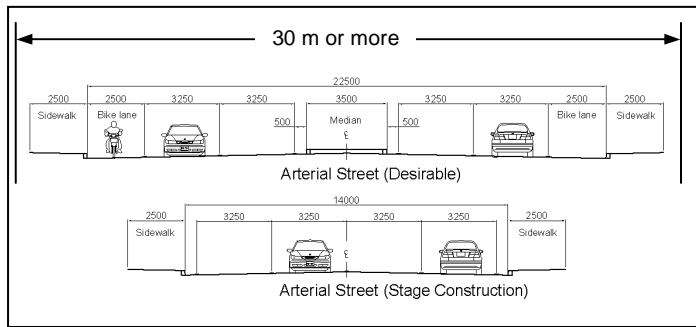 30 m or more
22500
2500 2500 3250 3250 3500 3250 3250 2500 2500
Sidewalk Bike lane Median Bike lane Sidewalk
500 500
Arterial Street (Desirable)
14000
2500 3250 3250 3250 3250 2500
Sidewalk Sidewalk
Arterial Street (Stage Construction)